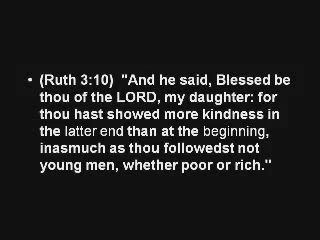 • (Ruth 3:10)  "And he said, Blessed be
thou of the LORD, my daughter: for
thou hast showed more kindness in
the latter end than at the beginning,
inasmuch as thou followedst not
young men, whether poor or rich."